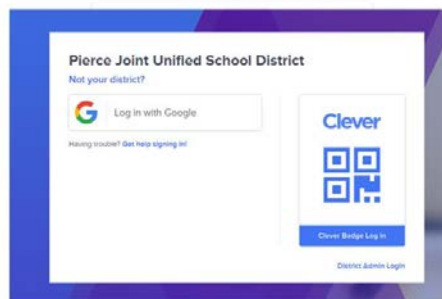 Pierce Joint Unified School District
Not your district?
Log in with Google
Having trouble? Get help signing in!
Clever
Clever Badge Log in
District Admin Login